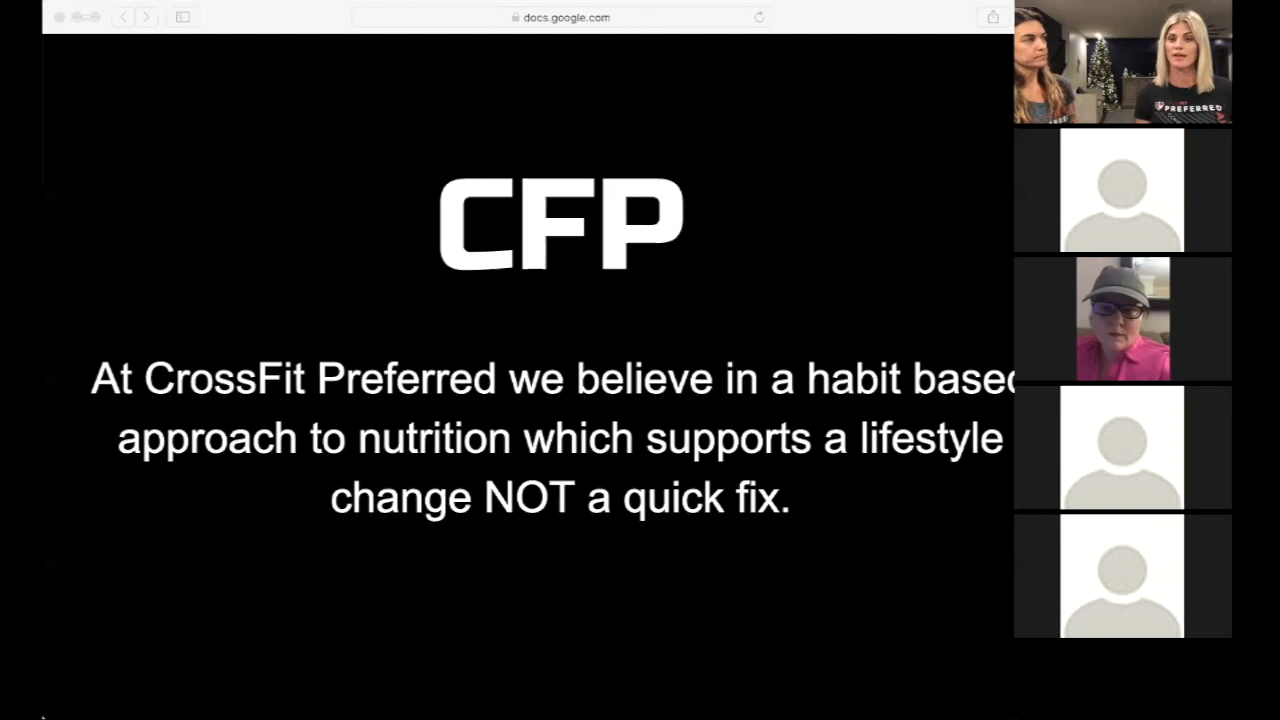 docs.google.com
PREFERRED
CFP
At CrossFit Preferred we believe in a habit based
approach to nutrition which supports a lifestyle
change NOT a quick fix.